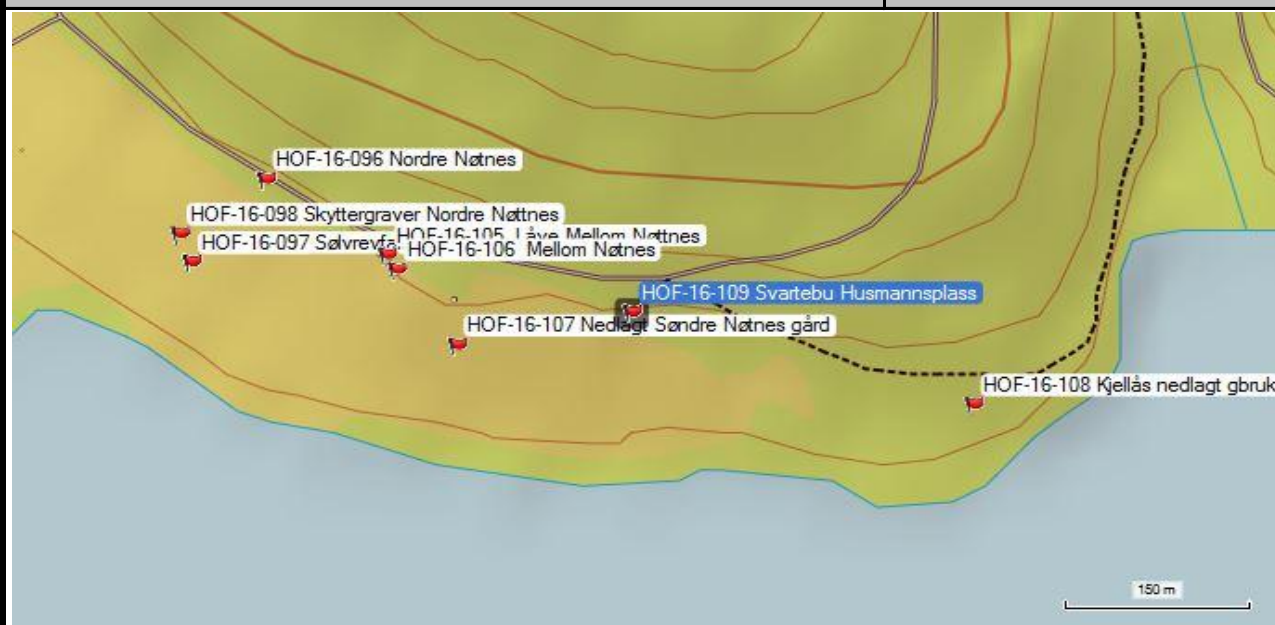 HOF-16-096 Nordre Nøtnes
HOF-16-098 Skyttergraver Nordre Nøttnes
HOF-16-105 Låve Mellom Nøttnes
HOF-16-097 Sølvrevfa
HOF-16-106 Mellom Nøtnes
HOF-16-109 Svartebu Husmannsplass
HOF-16-107 Nedlagt Søndre Nøtnes gård
HOF-16-108 Kjellås nedlagt gbruk
150 m